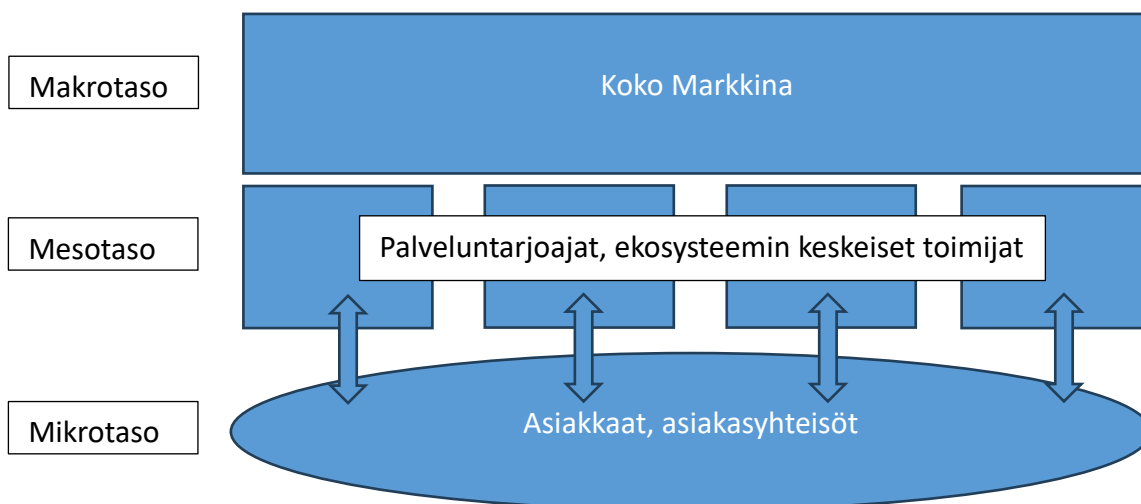 Makrotaso
Koko Markkina
Mesotaso
Palveluntarjoajat, ekosysteemin keskeiset toimijat
Mikrotaso
Asiakkaat, asiakasyhteisöt